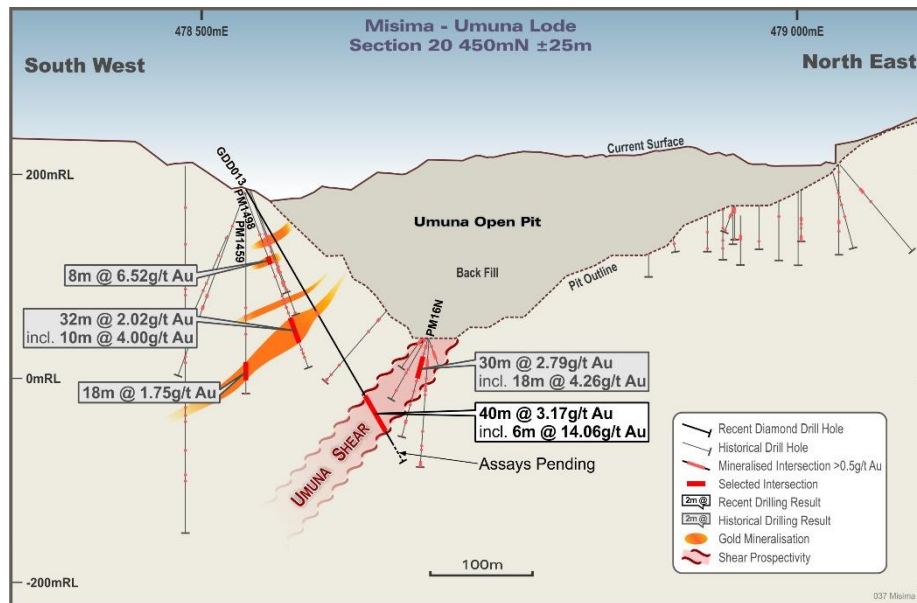 Misima - Umuna Lode
Section 20 450mN ±25m
478 500mE
479 000mE
South West
North East
200mRL
0mRL
-200mRL
GDD013
PM1498
PM1459
Current Surface
Umuna Open Pit
Back Fill
Pit Outline
PM16N
8m @ 6.52g/t Au
32m @ 2.02g/t Au
incl. 10m @ 4.00g/t Au
18m @ 1.75g/t Au
30m @ 2.79g/t Au
incl. 18m @ 4.26g/t Au
40m @ 3.17g/t Au
incl. 6m @ 14.06g/t Au
Assays Pending
UMUNA SHEAR
100m
Recent Diamond Drill Hole
Historical Drill Hole
Mineralised Intersection >0.5g/t Au
Selected Intersection
2m @ Recent Drilling Result
2m @ Historical Drilling Result
Gold Mineralisation
Shear Prospectivity
037 Misima